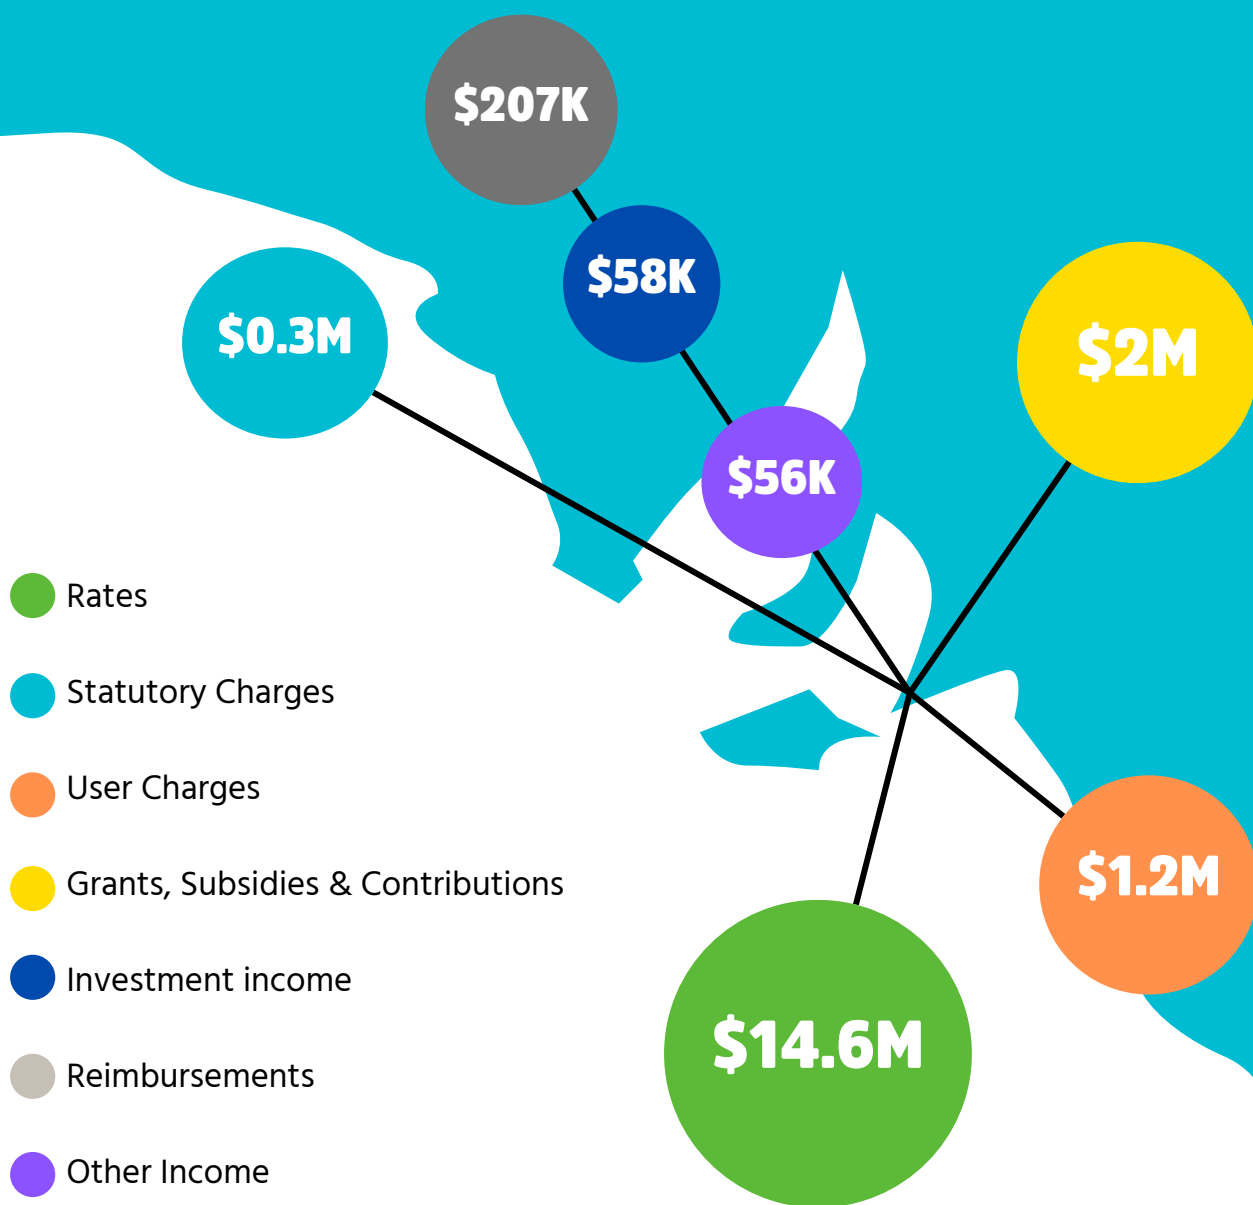 $207K
$58K
$0.3M
$2M
$56K
Rates
Statutory Charges
User Charges
Grants, Subsidies & Contributions
Investment income
Reimbursements
Other Income
$1.2M
$14.6M